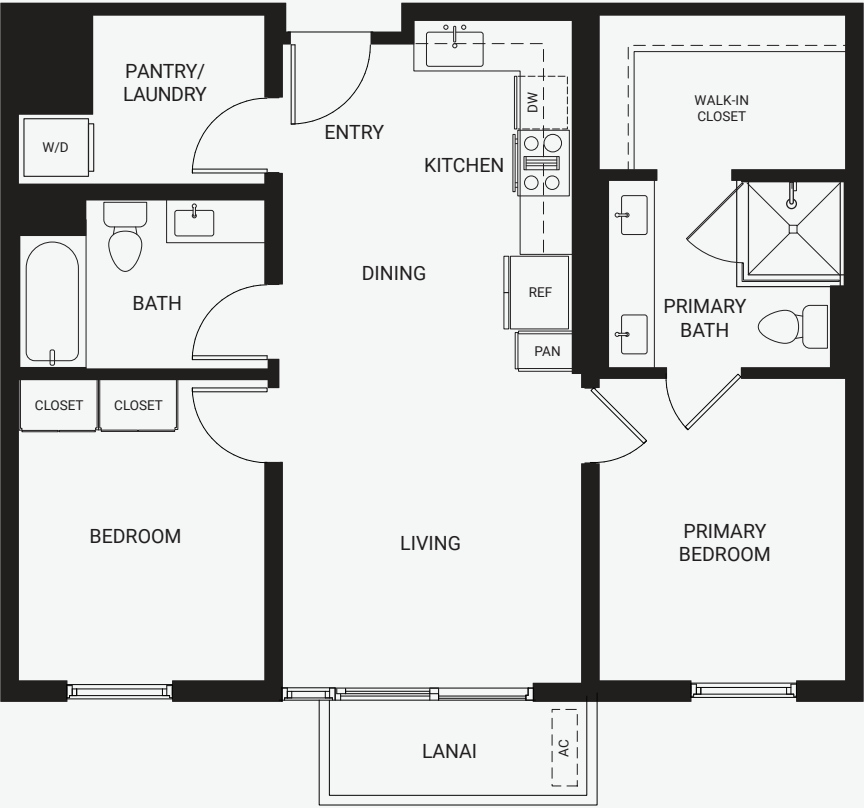 PANTRY/
LAUNDRY
W/D
ENTRY
KITCHEN
DW
WALK-IN
CLOSET
BATH
DINING
REF
PAN
PRIMARY
BATH
CLOSET
CLOSET
BEDROOM
LIVING
PRIMARY
BEDROOM
LANAI
AC